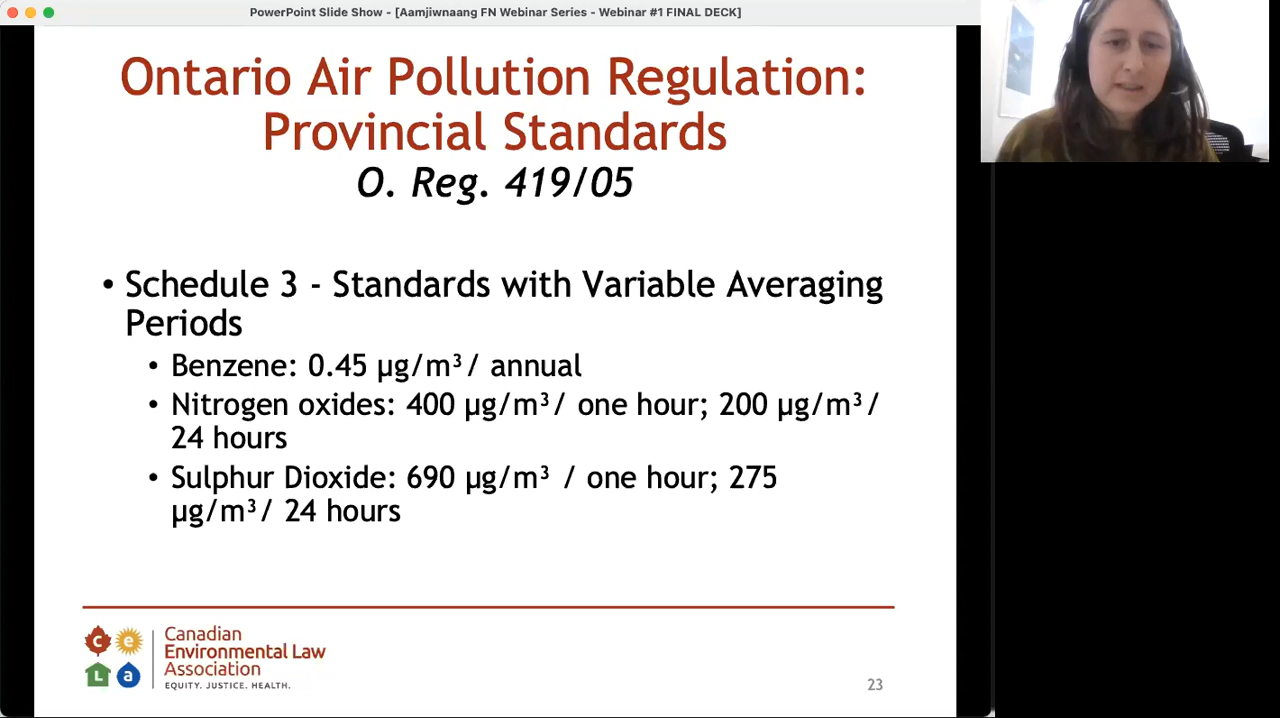 PowerPoint Slide Show - [Aamjiwnaang FN Webinar Series - Webinar #1 FINAL DECK]
Ontario Air Pollution Regulation:
Provincial Standards
O. Reg. 419/05
• Schedule 3 - Standards with Variable Averaging
Periods
• Benzene: 0.45 µg/m³/ annual
• Nitrogen oxides: 400 µg/m³/ one hour; 200 µg/m³/
24 hours
• Sulphur Dioxide: 690 µg/m³ / one hour; 275
µg/m³/ 24 hours
c e
L a
Canadian
Environmental Law
Association
EQUITY. JUSTICE. HEALTH.
23